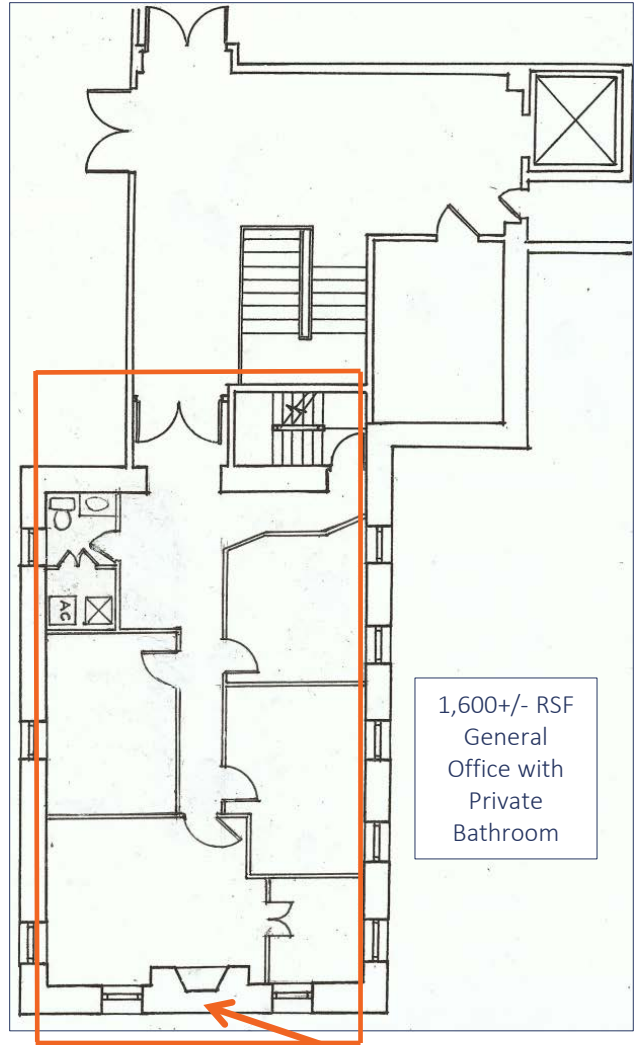 AC
1,600+/- RSF
General
Office with
Private
Bathroom